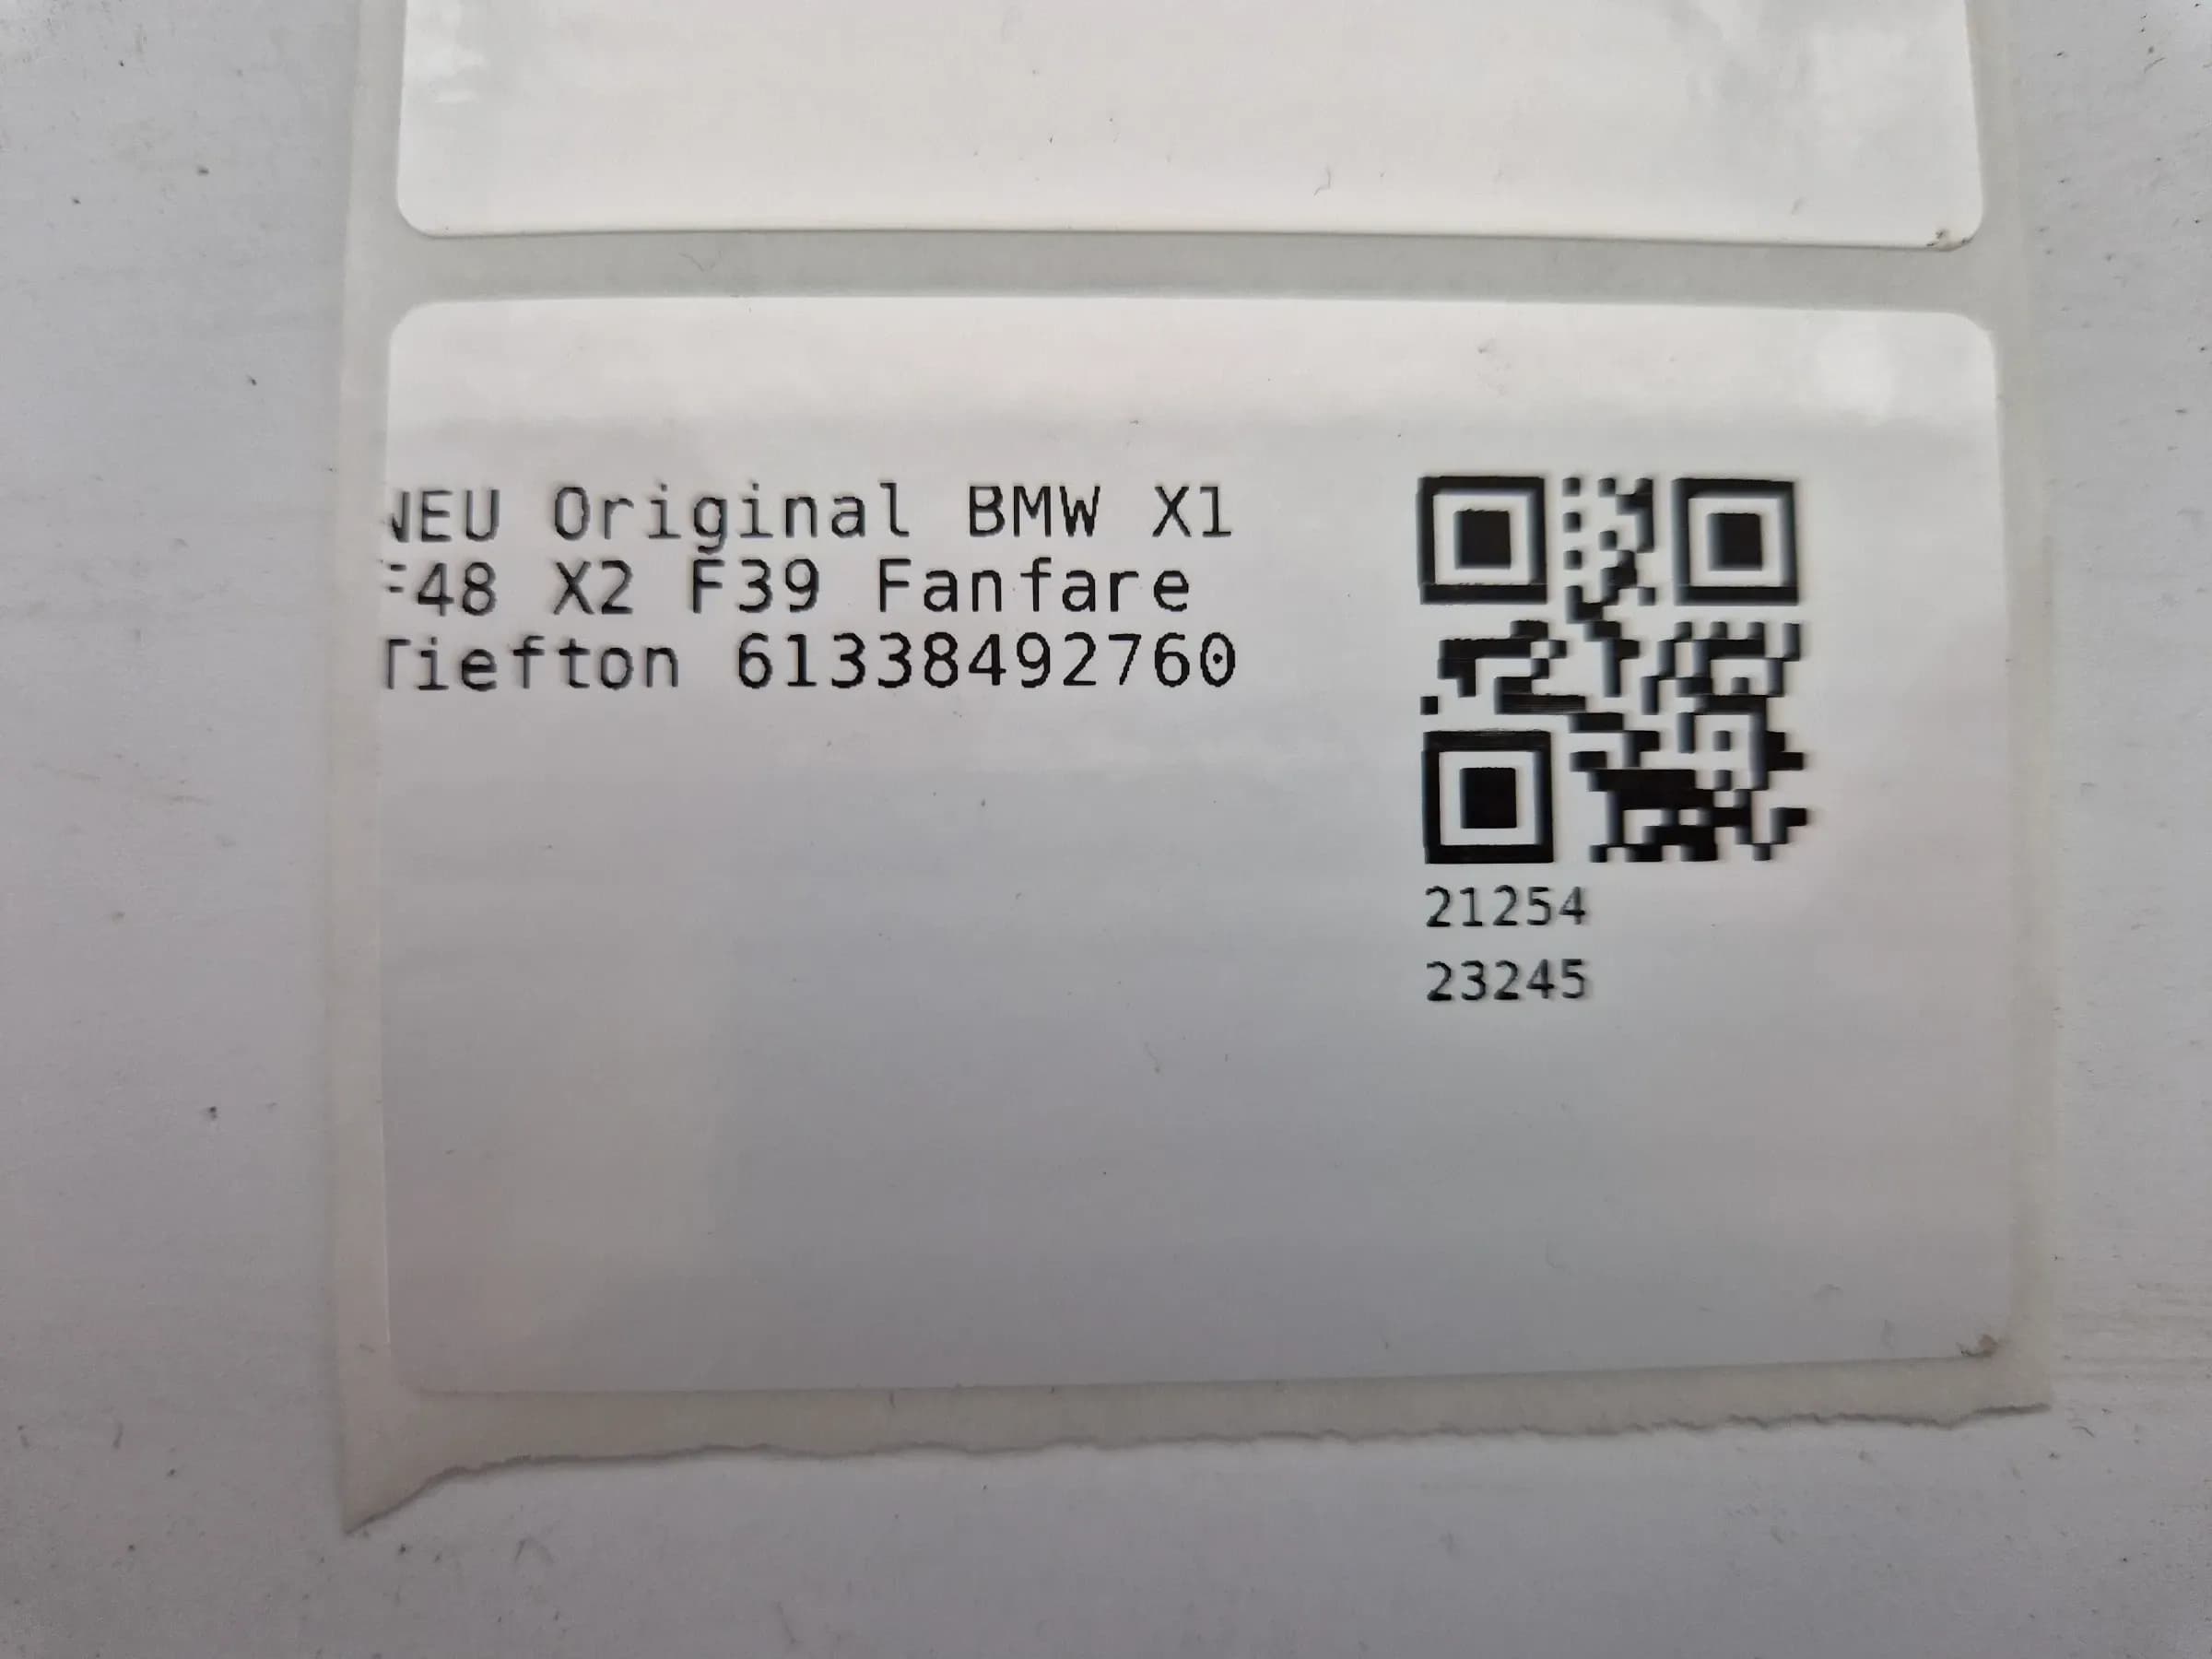 NEU Original BMW X1
F48 X2 F39 Fanfare
Tiefton 61338492760
21254
23245